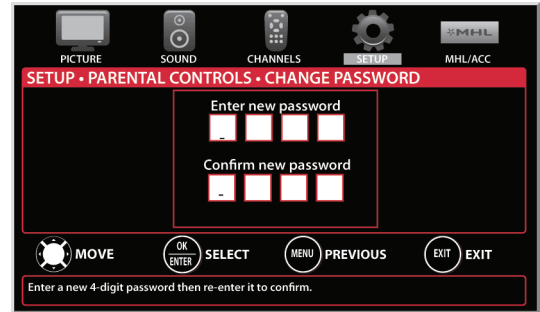 MHL
PICTURE SOUND CHANNELS SETUP MHL/ACC
SETUP • PARENTAL CONTROLS • CHANGE PASSWORD
Enter new password
_
Confirm new password
_
MOVE OK ENTER SELECT MENU PREVIOUS EXIT EXIT
Enter a new 4-digit password then re-enter it to confirm.